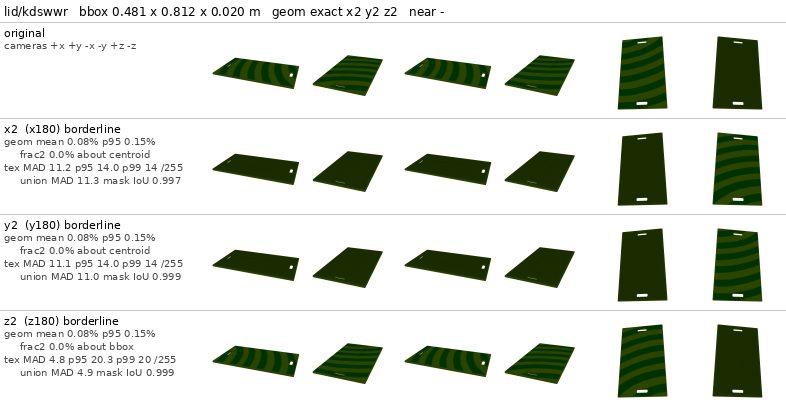 lid/kdswwr bbox 0.481 x 0.812 x 0.020 m geom exact x2 y2 z2 near -
original
cameras +x +y -x -y +z -z
x2 (x180) borderline
geom mean 0.08% p95 0.15%
frac2 0.0% about centroid
tex MAD 11.2 p95 14.0 p99 14 /255
union MAD 11.3 mask IoU 0.997
y2 (y180) borderline
geom mean 0.08% p95 0.15%
frac2 0.0% about centroid
tex MAD 11.1 p95 14.0 p99 14 /255
union MAD 11.0 mask IoU 0.999
z2 (z180) borderline
geom mean 0.08% p95 0.15%
frac2 0.0% about bbox
tex MAD 4.8 p95 20.3 p99 20 /255
union MAD 4.9 mask IoU 0.999